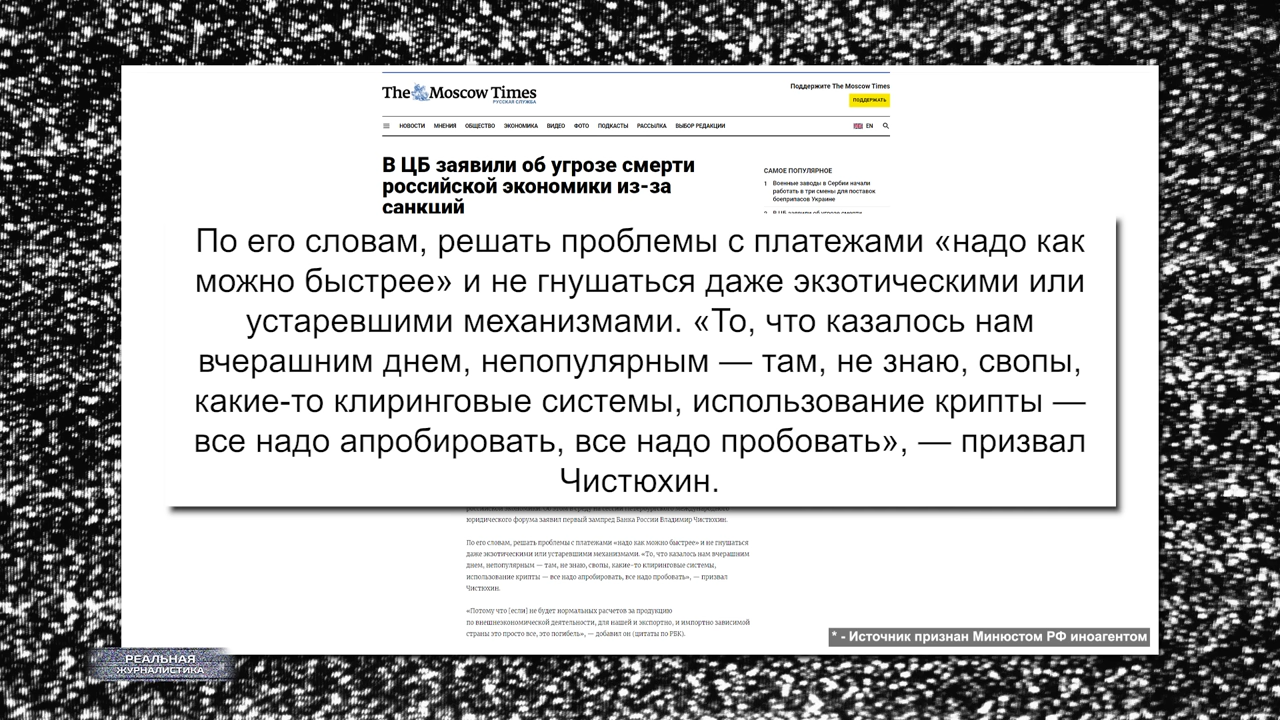 The Moscow Times
РУССКАЯ СЛУЖБА
Поддержите The Moscow Times
ПОДДЕРЖАТЬ
НОВОСТИ МНЕНИЯ ОБЩЕСТВО ЭКОНОМИКА ВИДЕО ФОТО ПОДКАСТЫ РАССЫЛКА ВЫБОР РЕДАКЦИИ EN
В ЦБ заявили об угрозе смерти
российской экономики из-за
санкций
САМОЕ ПОПУЛЯРНОЕ
1 Военные заводы в Сербии начали
работать в три смены для поставок
боеприпасов Украине
По его словам, решать проблемы с платежами «надо как
можно быстрее» и не гнушаться даже экзотическими или
устаревшими механизмами. «То, что казалось нам
вчерашним днем, непопулярным — там, не знаю, свопы,
какие-то клиринговые системы, использование крипты —
все надо апробировать, все надо пробовать», — призвал
Чистюхин.
юридического форума заявил первый зампред Банка России Владимир Чистюхин.
По его словам, решать проблемы с платежами «надо как можно быстрее» и не гнушаться
даже экзотическими или устаревшими механизмами. «То, что казалось нам вчерашним
днем, непопулярным — там, не знаю, свопы, какие-то клиринговые системы,
использование крипты — все надо апробировать, все надо пробовать», — призвал
Чистюхин.
«Потому что [если] не будет нормальных расчетов за продукцию
по внешнеэкономической деятельности, для нашей и экспортно, и импортно зависимой
страны это просто все, это погибель», — добавил он (цитаты по РБК).
* - Источник признан Минюстом РФ иноагентом
РЕАЛЬНАЯ
ЖУРНАЛИСТИКА